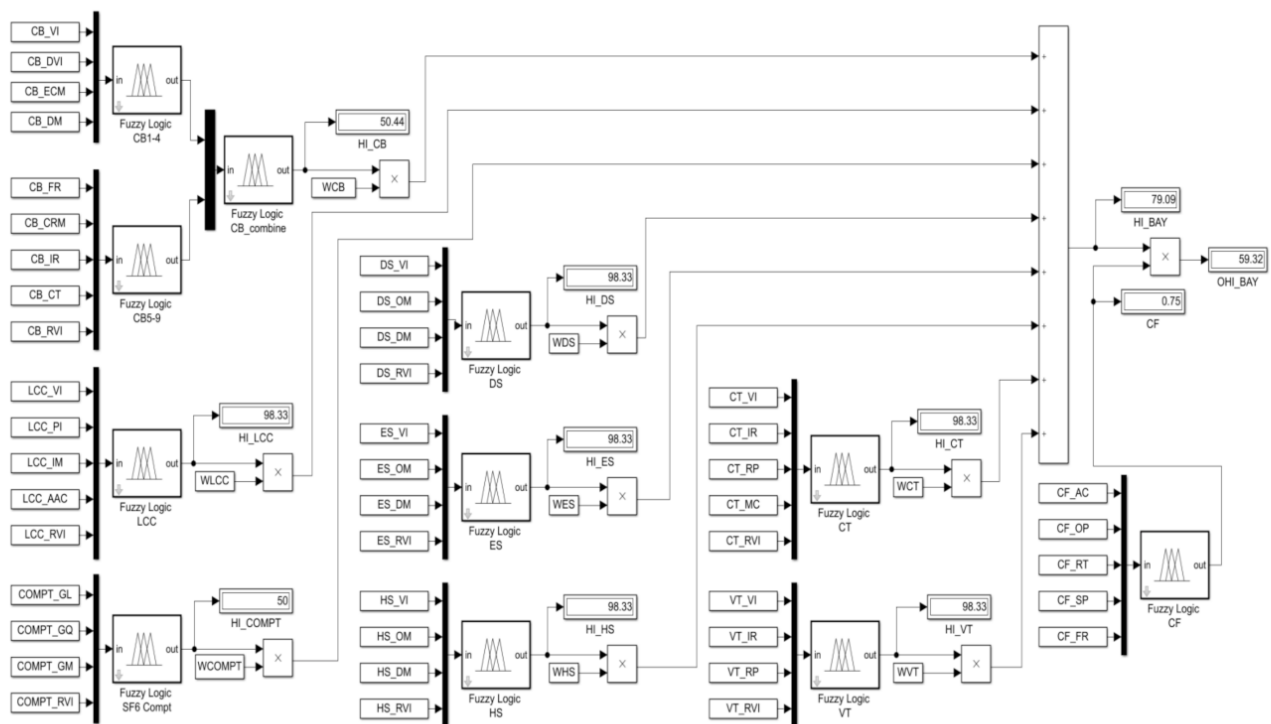 CB_VI
CB_DVI
CB_ECM
CB_DM
in
out
Fuzzy Logic
CB1-4
CB_FR
CB_CRM
CB_IR
CB_CT
CB_RVI
in
out
Fuzzy Logic
CB5-9
in
out
Fuzzy Logic
CB_combine
50.44
HI_CB
WCB
×
LCC_VI
LCC_PI
LCC_IM
LCC_AAC
LCC_RVI
in
out
Fuzzy Logic
LCC
98.33
HI_LCC
WLCC
×
COMPT_GL
COMPT_GQ
COMPT_GM
COMPT_RVI
in
out
Fuzzy Logic
SF6 Compt
50
HI_COMPT
WCOMPT
×
DS_VI
DS_OM
DS_DM
DS_RVI
in
out
Fuzzy Logic
DS
98.33
HI_DS
WDS
×
ES_VI
ES_OM
ES_DM
ES_RVI
in
out
Fuzzy Logic
ES
98.33
HI_ES
WES
×
HS_VI
HS_OM
HS_DM
HS_RVI
in
out
Fuzzy Logic
HS
98.33
HI_HS
WHS
×
CT_VI
CT_IR
CT_RP
CT_MC
CT_RVI
in
out
Fuzzy Logic
CT
98.33
HI_CT
WCT
×
VT_VI
VT_IR
VT_RP
VT_RVI
in
out
Fuzzy Logic
VT
98.33
HI_VT
WVT
×
+
+
+
+
+
+
+
+
79.09
HI_BAY
×
59.32
OHI_BAY
0.75
CF
CF_AC
CF_OP
CF_RT
CF_SP
CF_FR
in
out
Fuzzy Logic
CF